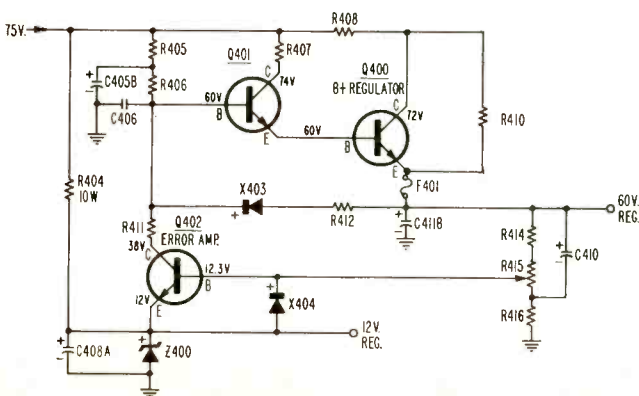 75V.
R408
R405
Q401
R407
Q400
B+ REGULATOR
C405B
R406
C
74V
C
72V
C406
60V
B
E
60V
B
E
R410
F401
R404
10W
X403
R412
C411B
60V.
REG.
R411
Q402
ERROR AMP.
38V
C
12.3V
B
12V
E
X404
R414
R415
R416
C410
C408A
Z400
12V.
REG.